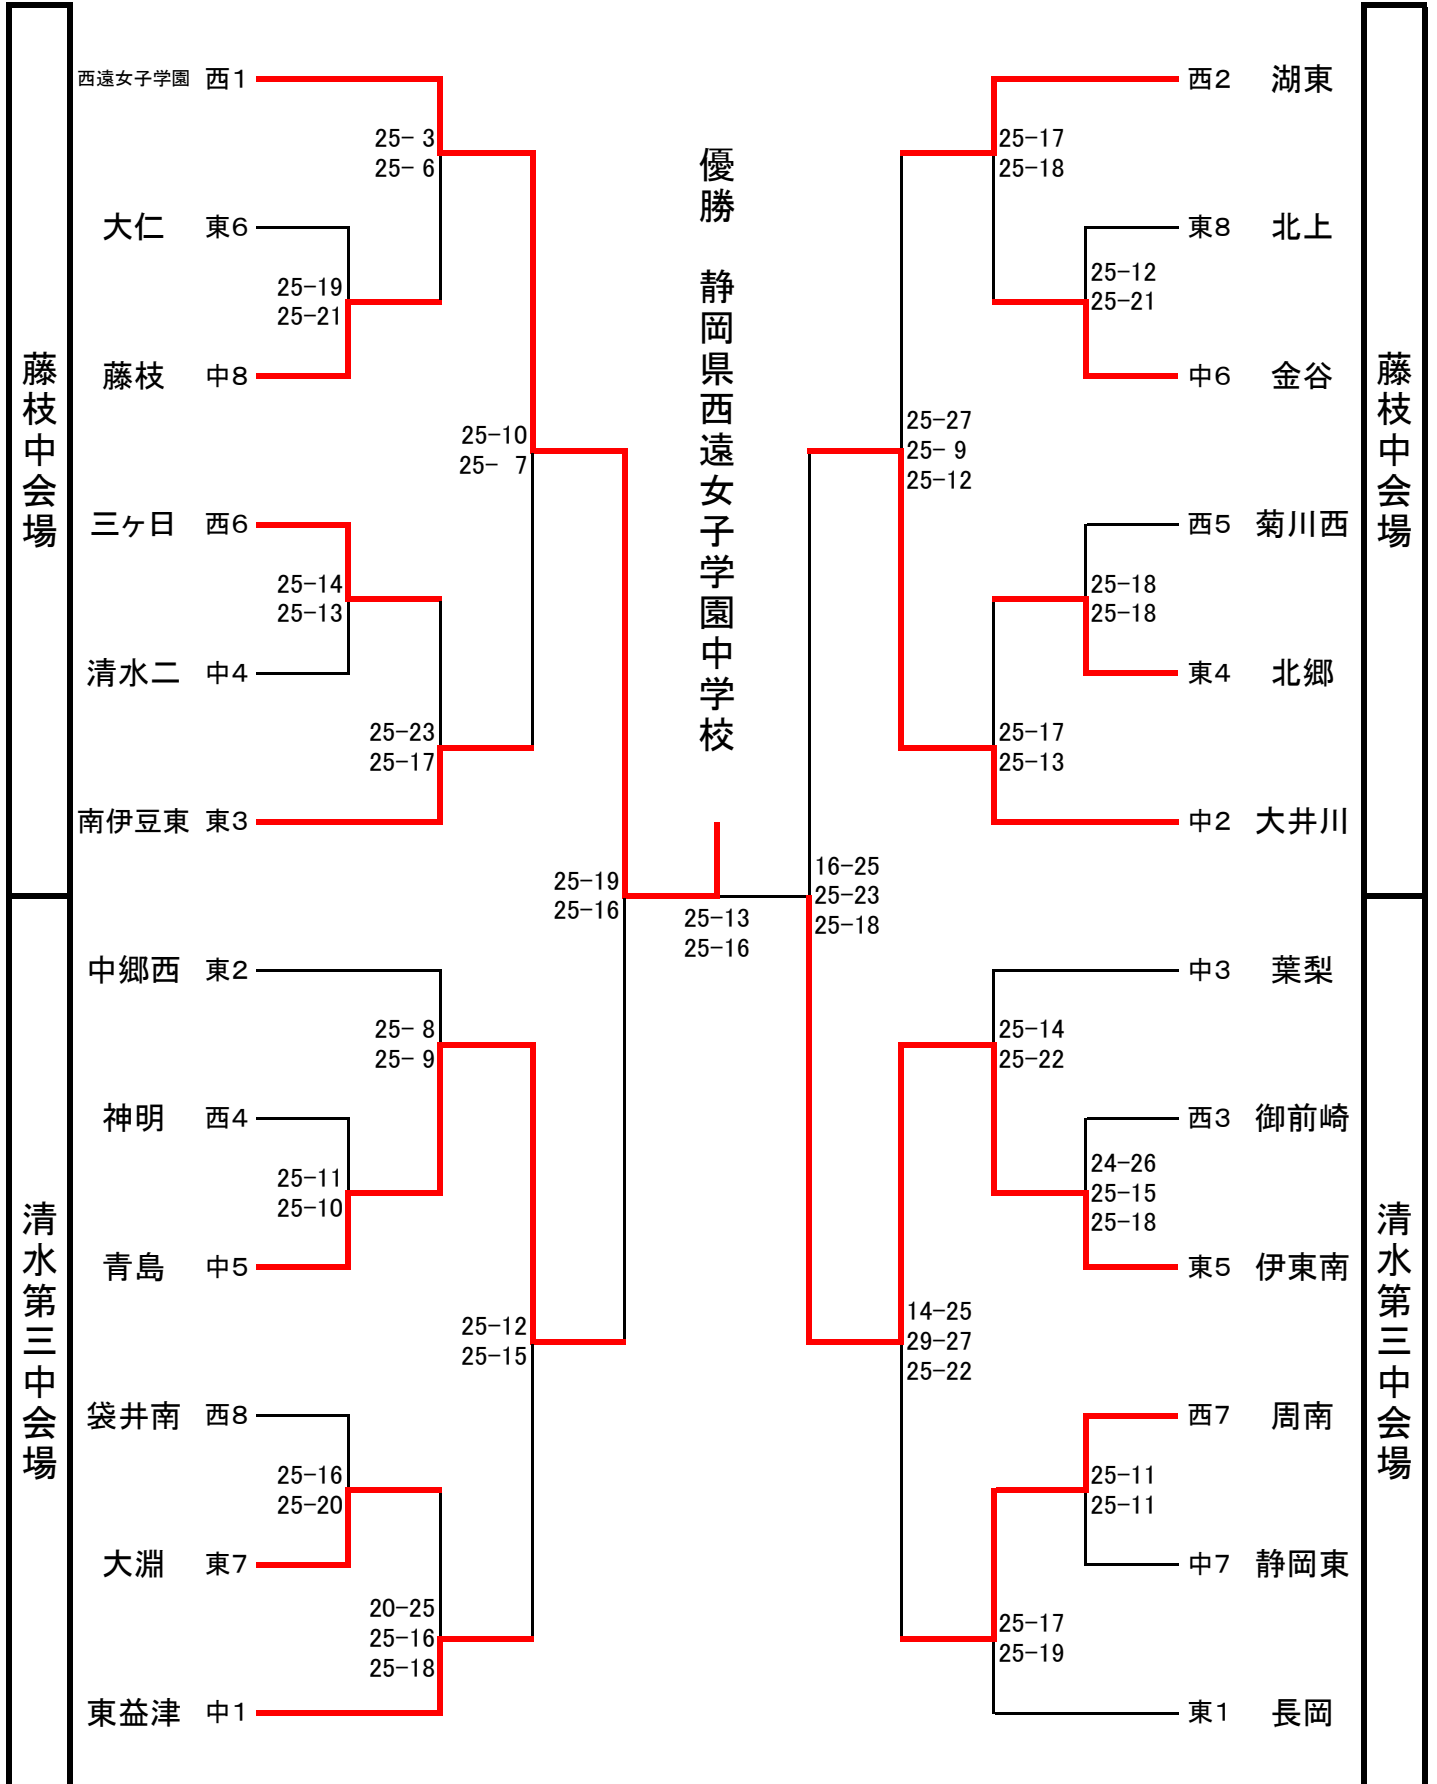 藤枝中会場
清水第三中会場
西遠女子学園 西1
25- 3
25- 6
大仁 東6
25-19
25-21
藤枝 中8
25-10
25- 7
三ヶ日 西6
25-14
25-13
清水二 中4
25-23
25-17
南伊豆東 東3
25-19
25-16
中郷西 東2
25- 8
25- 9
神明 西4
25-11
25-10
青島 中5
25-12
25-15
袋井南 西8
25-16
25-20
大淵 東7
20-25
25-16
25-18
東益津 中1
優勝 静岡県西遠女子学園中学校
25-13
25-16
西2 湖東
25-17
25-18
東8 北上
25-12
25-21
中6 金谷
25-27
25- 9
25-12
西5 菊川西
25-18
25-18
東4 北郷
25-17
25-13
中2 大井川
16-25
25-23
25-18
中3 葉梨
25-14
25-22
西3 御前崎
24-26
25-15
25-18
東5 伊東南
14-25
29-27
25-22
西7 周南
25-11
25-11
中7 静岡東
25-17
25-19
東1 長岡
藤枝中会場
清水第三中会場